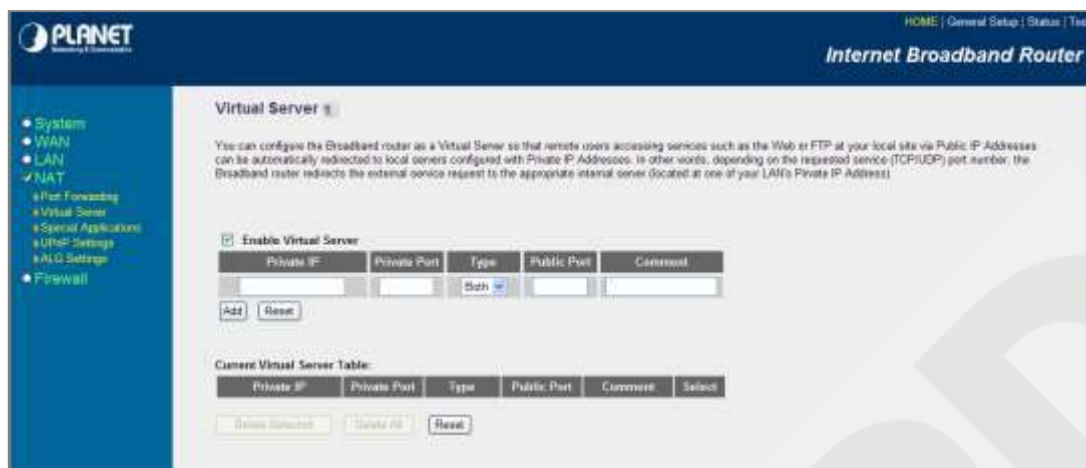 PLANET
Networking & Communication
HOME | General Setup | Status |
Internet Broadband Router
System
WAN
LAN
NAT
Port Forwarding
Virtual Server
Special Applications
UPnP Settings
ALG Settings
Firewall
Virtual Server
You can configure the Broadband router as a Virtual Server so that remote users accessing services such as the Web or FTP at your local site via Public IP Addresses
can be automatically redirected to local servers configured with Private IP Addresses. In other words, depending on the requested service (TCP/UDP) port number, the
Broadband router redirects the external service request to the appropriate internal server (located at one of your LAN's Private IP Address)
Enable Virtual Server
Private IP Private Port Type Public Port Comment
Both
Add Reset
Current Virtual Server Table:
Private IP Private Port Type Public Port Comment Select
Delete Selected Delete All Reset